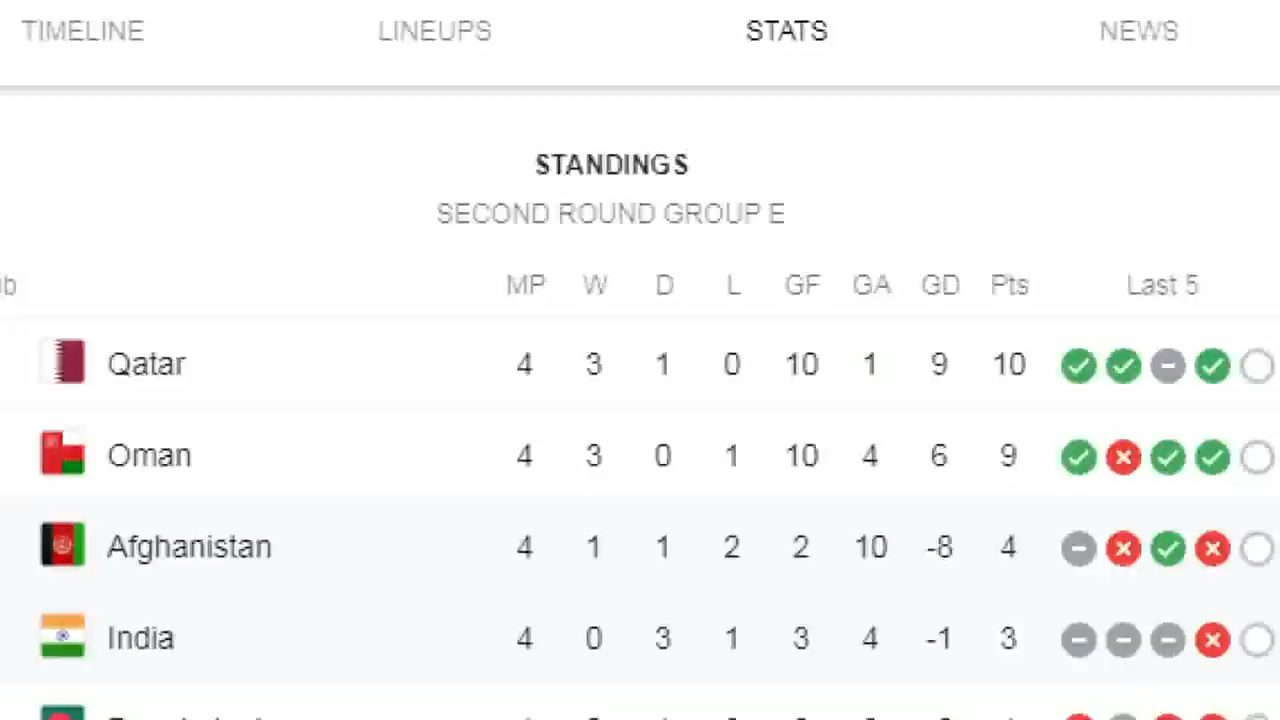 TIMELINE LINEUPS STATS NEWS
STANDINGS
SECOND ROUND GROUP E
MP W D L GF GA GD Pts Last 5
Qatar 4 3 1 0 10 1 9 10
Oman 4 3 0 1 10 4 6 9
Afghanistan 4 1 1 2 2 10 -8 4
India 4 0 3 1 3 4 -1 3